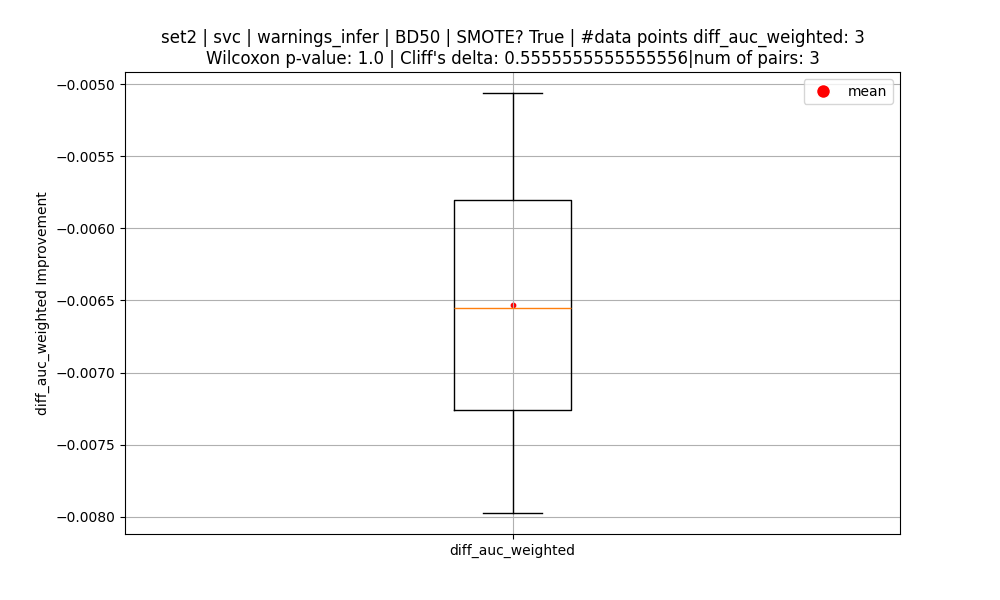 set2 | svc | warnings_infer | BD50 | SMOTE? True | #data points diff_auc_weighted: 3
Wilcoxon p-value: 1.0 | Cliff's delta: 0.5555555555555556|num of pairs: 3
mean
−0.0050
−0.0055
−0.0060
−0.0065
−0.0070
−0.0075
−0.0080
diff_auc_weighted Improvement
diff_auc_weighted